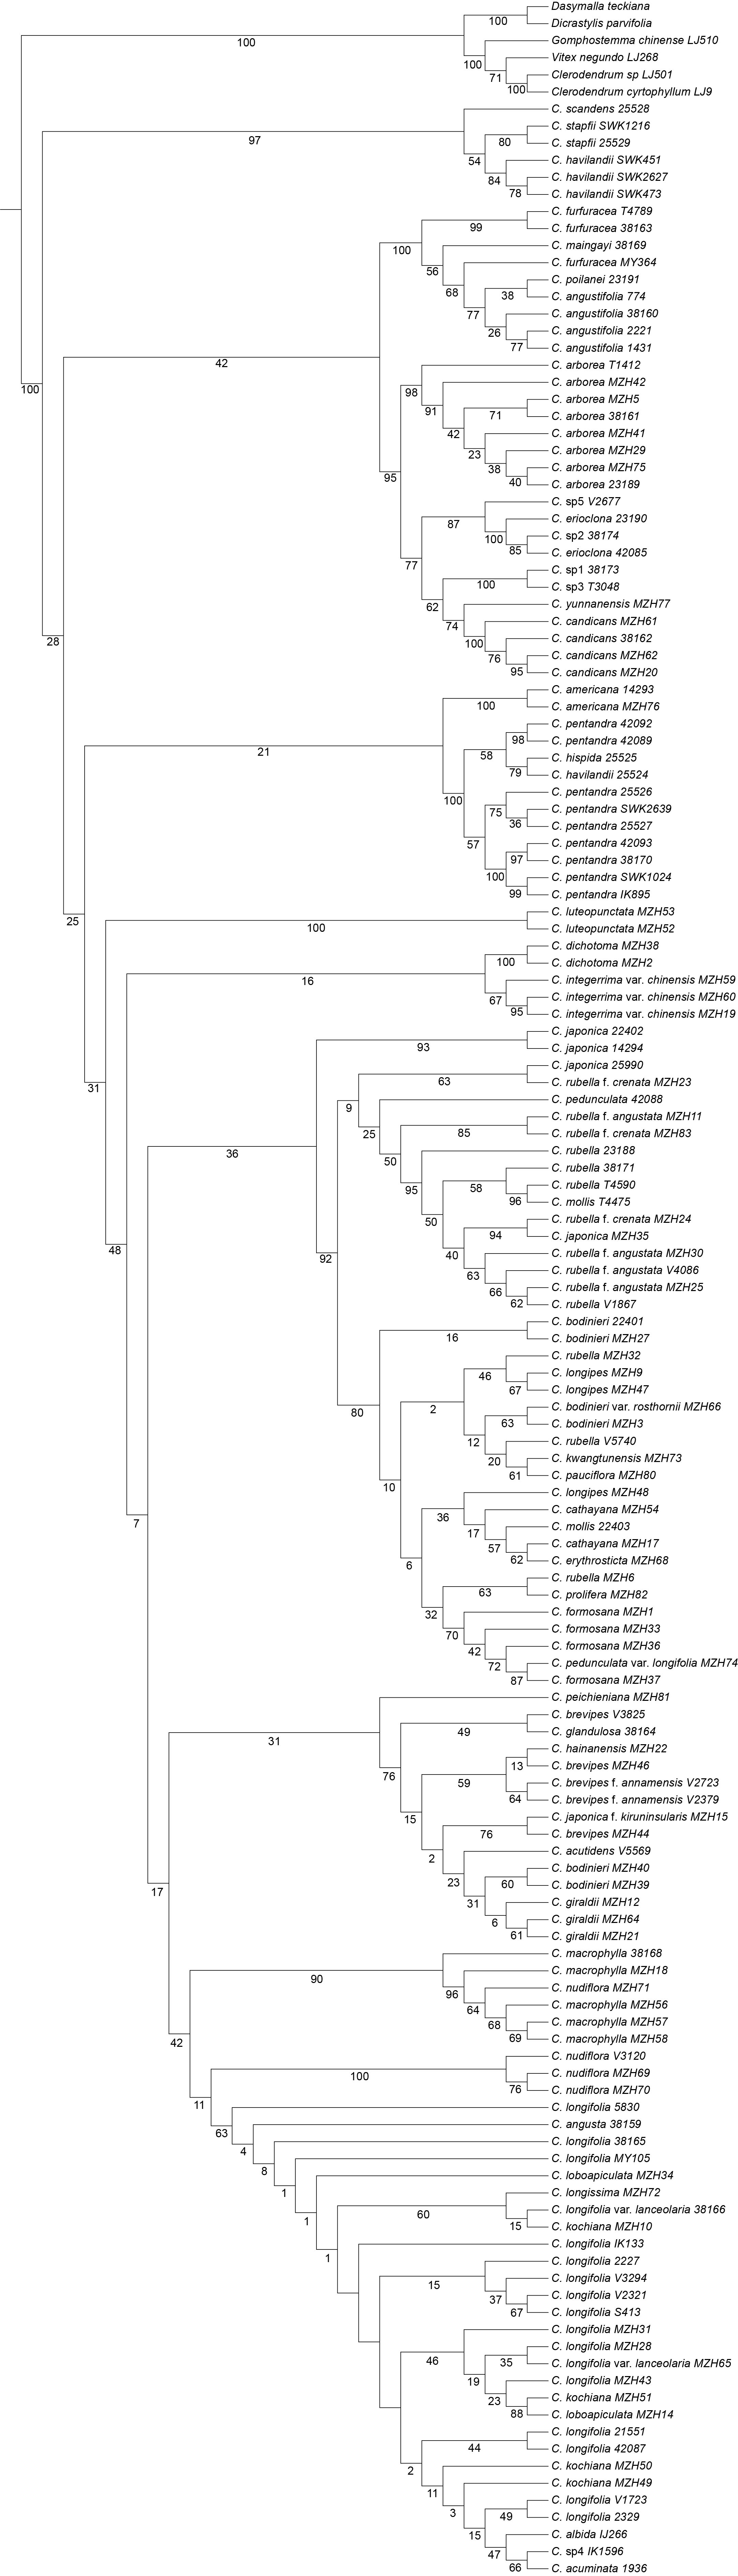 Dasymalla teckiana
Dicrastylis parvifolia
100
Gomphostemma chinense LJ510
100
100
Vitex negundo LJ268
71
Clerodendrum sp LJ501
100
Clerodendrum cyrtophyllum LJ9
C. scandens 25528
C. stapfii SWK1216
97
80
C. stapfii 25529
54
C. havilandii SWK451
84
C. havilandii SWK2627
78
C. havilandii SWK473
C. furfuracea T4789
99
C. furfuracea 38163
100
C. maingayi 38169
56
C. furfuracea MY364
68
C. poilanei 23191
38
C. angustifolia 774
77
C. angustifolia 38160
26
C. angustifolia 2221
77
C. angustifolia 1431
42
C. arborea T1412
100
98
C. arborea MZH42
91
C. arborea MZH5
71
C. arborea 38161
42
C. arborea MZH41
23
C. arborea MZH29
38
C. arborea MZH75
95
40
C. arborea 23189
C. sp5 V2677
87
C. erioclona 23190
100
C. sp2 38174
85
C. erioclona 42085
77
C. sp1 38173
100
C. sp3 T3048
62
C. yunnanensis MZH77
74
C. candicans MZH61
100
C. candicans 38162
28
76
C. candicans MZH62
95
C. candicans MZH20
C. americana 14293
100
C. americana MZH76
C. pentandra 42092
98
C. pentandra 42089
21
58
C. hispida 25525
79
C. havilandii 25524
100
C. pentandra 25526
75
C. pentandra SWK2639
36
C. pentandra 25527
57
C. pentandra 42093
97
C. pentandra 38170
100
C. pentandra SWK1024
99
C. pentandra IK895
25
C. luteopunctata MZH53
100
C. luteopunctata MZH52
C. dichotoma MZH38
100
C. dichotoma MZH2
16
C. integerrima var. chinensis MZH59
67
C. integerrima var. chinensis MZH60
95
C. integerrima var. chinensis MZH19
C. japonica 22402
93
C. japonica 14294
C. japonica 25990
63
C. rubella f. crenata MZH23
31
C. pedunculata 42088
9
C. rubella f. angustata MZH11
25
85
C. rubella f. crenata MZH83
36
50
C. rubella 23188
95
C. rubella 38171
58
C. rubella T4590
96
C. mollis T4475
50
C. rubella f. crenata MZH24
94
C. japonica MZH35
48
40
C. rubella f. angustata MZH30
92
63
C. rubella f. angustata V4086
66
C. rubella f. angustata MZH25
62
C. rubella V1867
C. bodinieri 22401
16
C. bodinieri MZH27
C. rubella MZH32
46
C. longipes MZH9
67
C. longipes MZH47
80
2
C. bodinieri var. rosthornii MZH66
63
C. bodinieri MZH3
12
C. rubella V5740
20
C. kwangtunensis MZH73
61
C. pauciflora MZH80
10
C. longipes MZH48
36
C. cathayana MZH54
7
17
C. mollis 22403
57
C. cathayana MZH17
62
C. erythrosticta MZH68
6
C. rubella MZH6
63
C. prolifera MZH82
32
C. formosana MZH1
70
C. formosana MZH33
42
C. formosana MZH36
72
C. pedunculata var. longifolia MZH74
87
C. formosana MZH37
C. peichieniana MZH81
C. brevipes V3825
31
49
C. glandulosa 38164
C. hainanensis MZH22
76
13
C. brevipes MZH46
59
C. brevipes f. annamensis V2723
64
C. brevipes f. annamensis V2379
15
C. japonica f. kiruninsularis MZH15
76
C. brevipes MZH44
2
C. acutidens V5569
23
C. bodinieri MZH40
60
C. bodinieri MZH39
17
31
C. giraldii MZH12
6
C. giraldii MZH64
61
C. giraldii MZH21
C. macrophylla 38168
90
C. macrophylla MZH18
96
C. nudiflora MZH71
64
C. macrophylla MZH56
68
C. macrophylla MZH57
69
C. macrophylla MZH58
42
C. nudiflora V3120
100
C. nudiflora MZH69
76
C. nudiflora MZH70
11
C. longifolia 5830
63
C. angusta 38159
4
C. longifolia 38165
8
C. longifolia MY105
1
C. loboapiculata MZH34
1
C. longissima MZH72
60
C. longifolia var. lanceolaria 38166
15
C. kochiana MZH10
1
C. longifolia IK133
C. longifolia 2227
15
C. longifolia V3294
37
C. longifolia V2321
67
C. longifolia S413
C. longifolia MZH31
46
C. longifolia MZH28
35
C. longifolia var. lanceolaria MZH65
19
C. longifolia MZH43
23
C. kochiana MZH51
88
C. loboapiculata MZH14
C. longifolia 21551
44
C. longifolia 42087
2
C. kochiana MZH50
11
C. kochiana MZH49
3
C. longifolia V1723
49
C. longifolia 2329
15
C. albida IJ266
47
C. sp4 IK1596
66
C. acuminata 1936